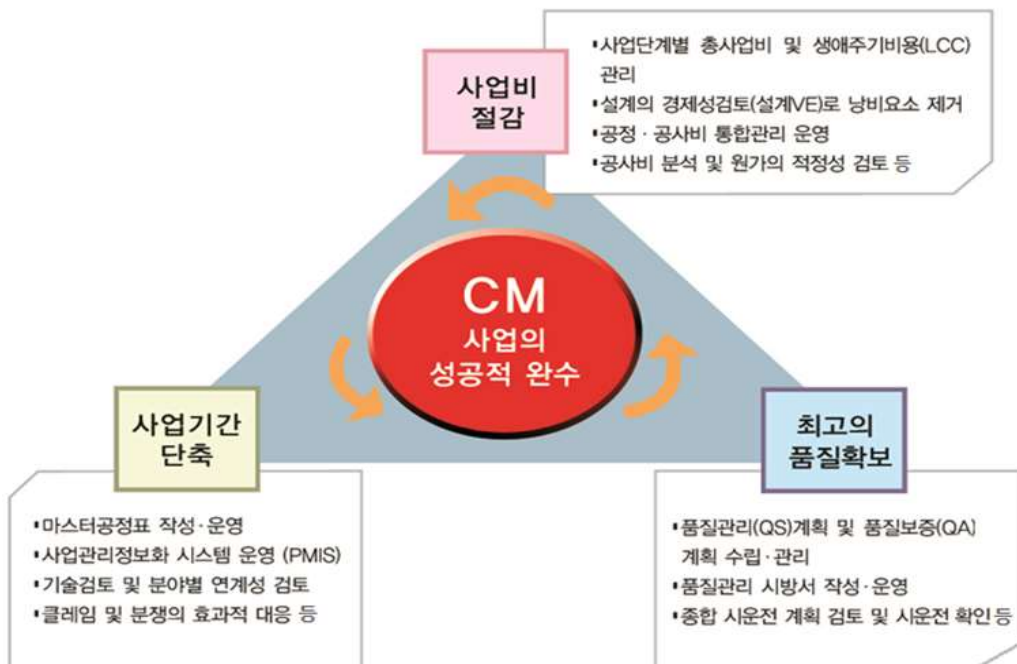 사업비
절감
▪사업단계별 총사업비 및 생애주기비용(LCC)
관리
▪설계의 경제성검토(설계VE)로 낭비요소 제거
▪공정·공사비 통합관리 운영
▪공사비 분석 및 원가의 적정성 검토 등
CM
사업의
성공적 완수
사업기간
단축
▪마스터공정표 작성·운영
▪사업관리정보화 시스템 운영 (PMIS)
▪기술검토 및 분야별 연계성 검토
▪클레임 및 분쟁의 효과적 대응 등
최고의
품질확보
▪품질관리(QS)계획 및 품질보증(QA)
계획 수립·관리
▪품질관리 시방서 작성·운영
▪종합 시운전 계획 검토 및 시운전 확인 등